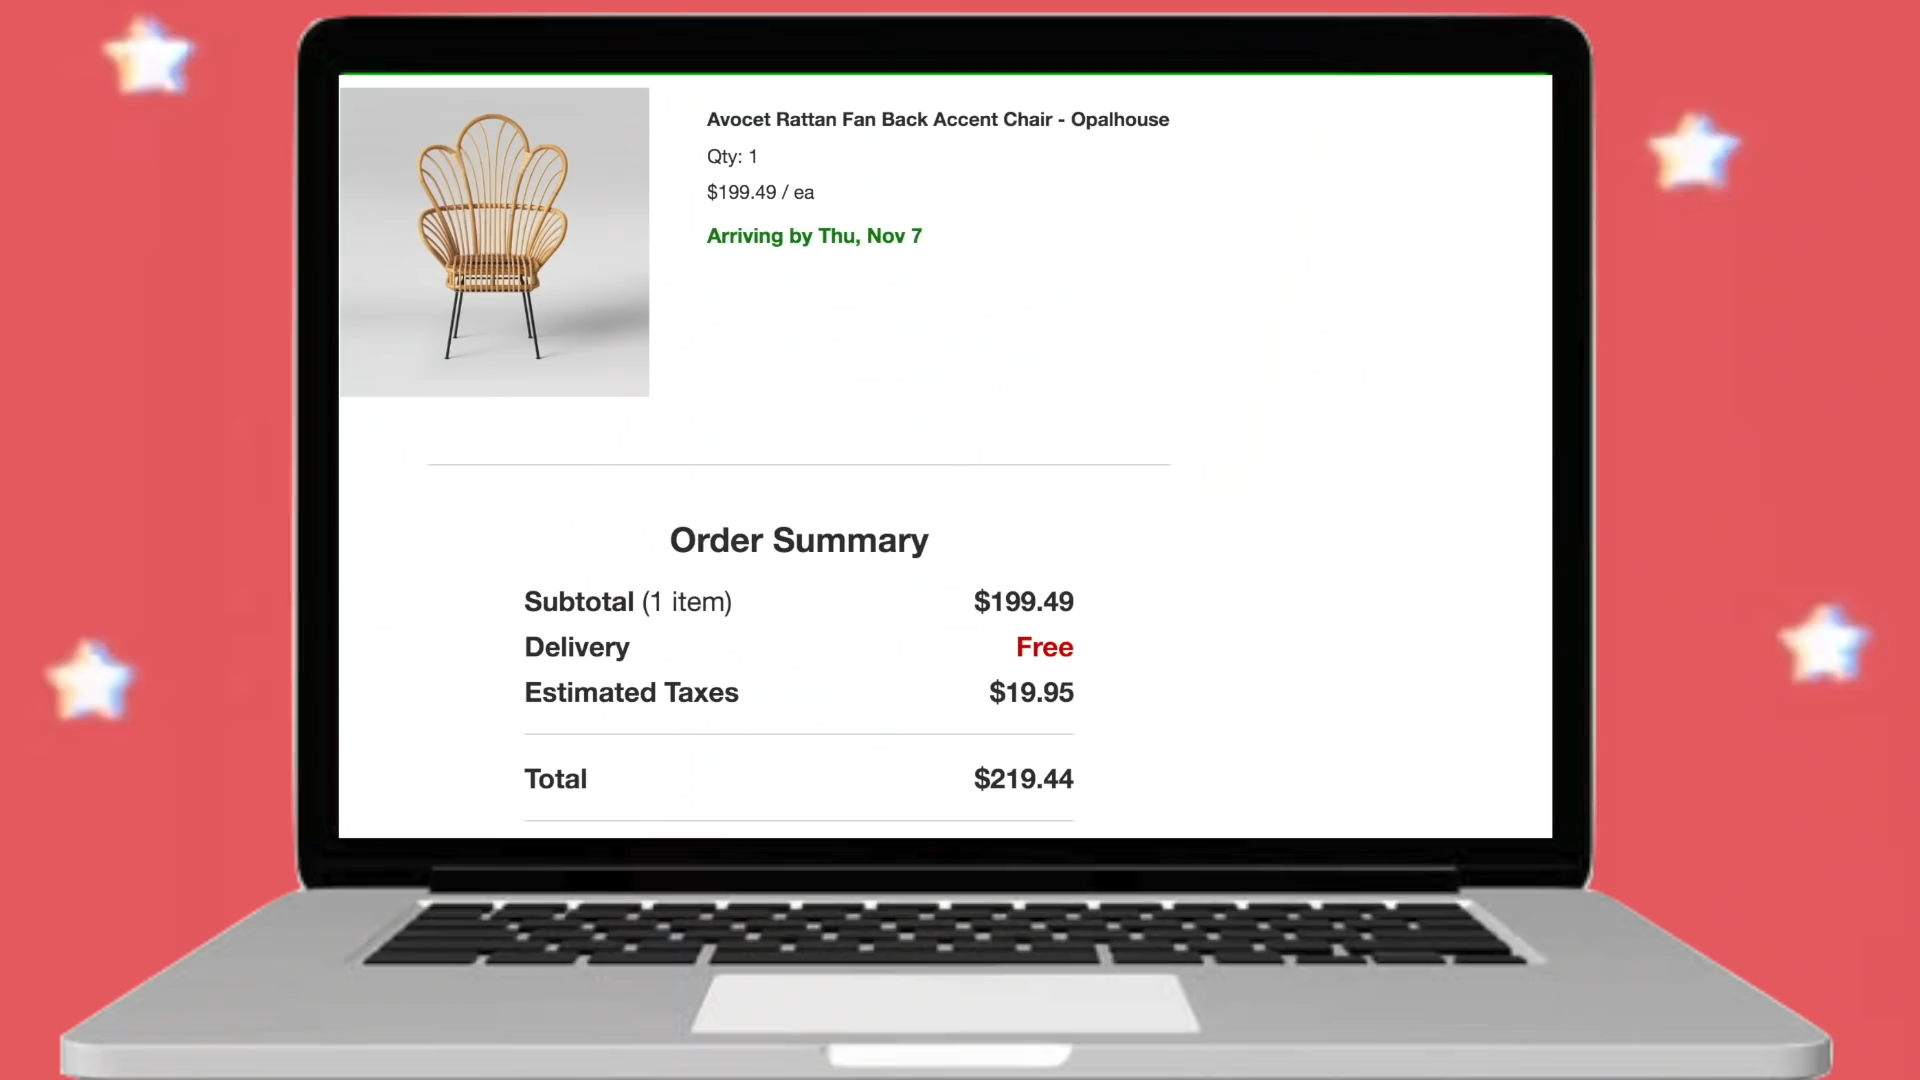 Avocet Rattan Fan Back Accent Chair - Opalhouse
Qty: 1
$199.49 / ea
Arriving by Thu, Nov 7
Order Summary
Subtotal (1 item) $199.49
Delivery Free
Estimated Taxes $19.95
Total $219.44